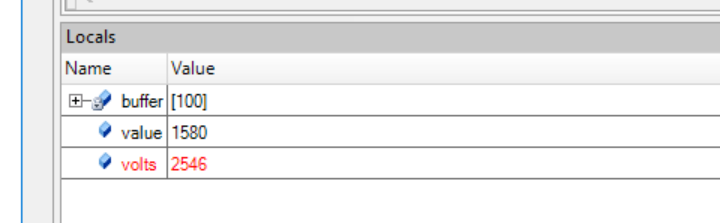 Locals
Name Value
buffer [100]
value 1580
volts 2546